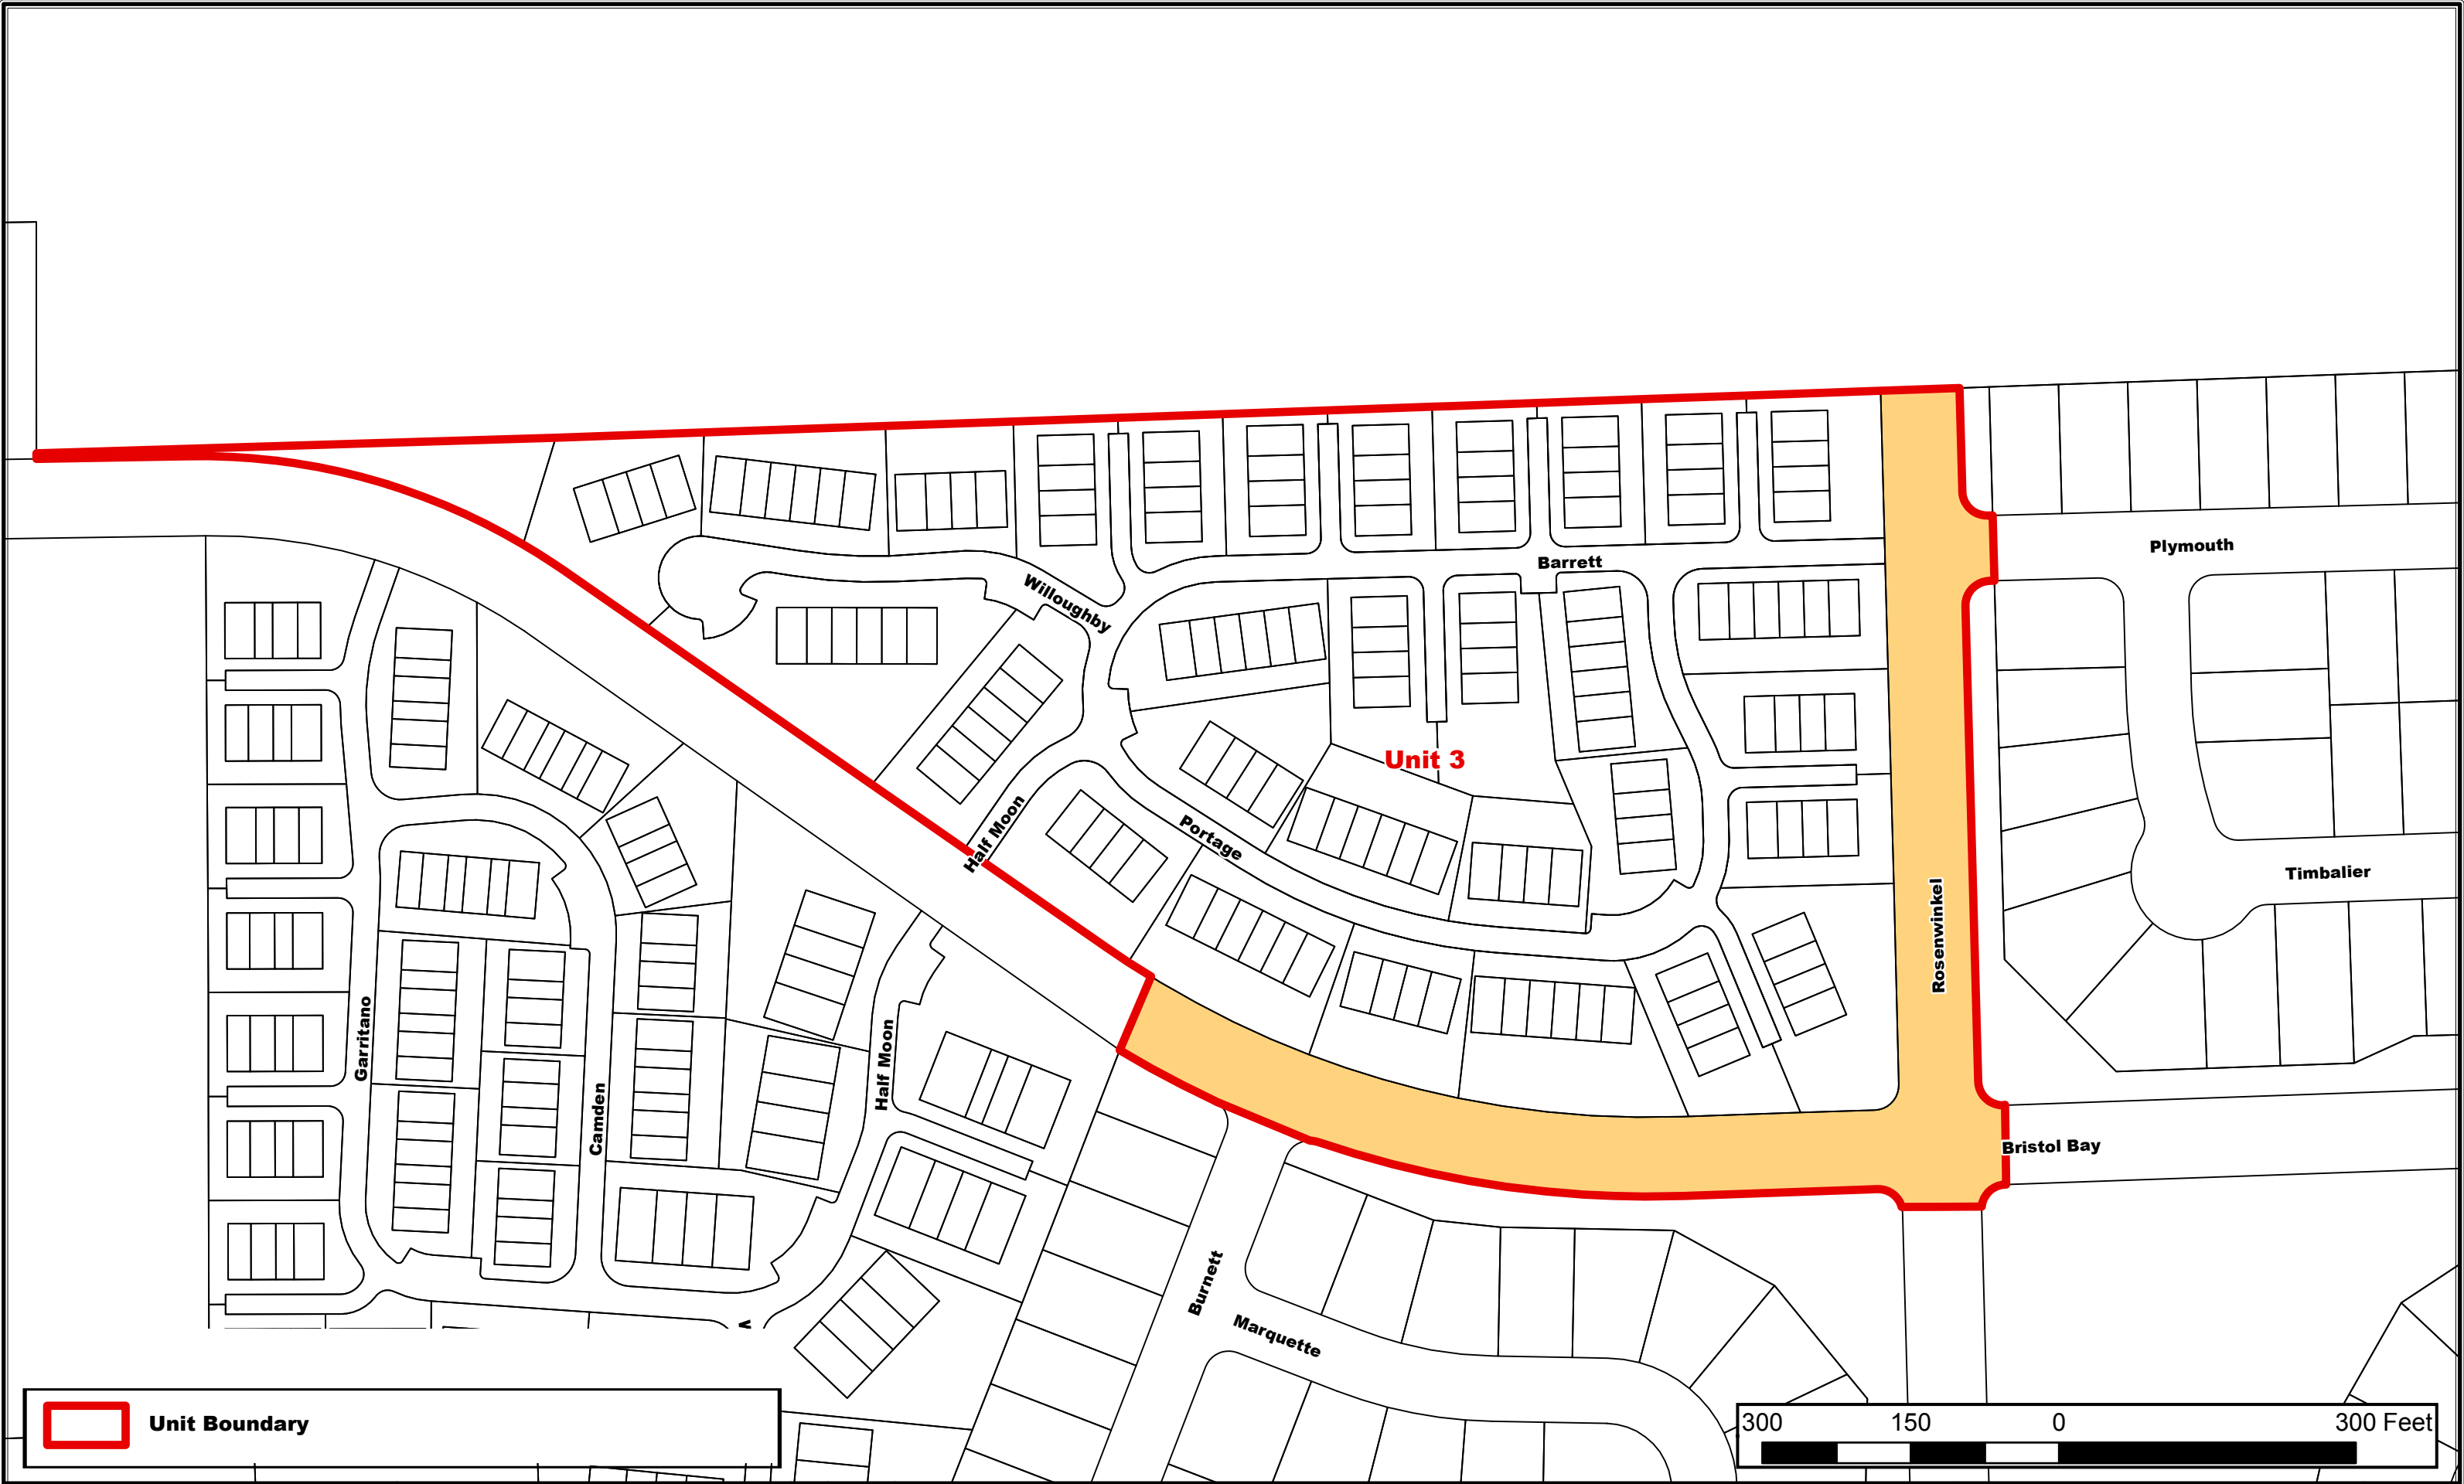 Plymouth
Barrett
Willoughby
Unit 3
Half Moon
Portage
Timbalier
Rosenwinkel
Garritano
Half Moon
Camden
Bristol Bay
Burnett
Marquette
Unit Boundary
300 150 0 300 Feet